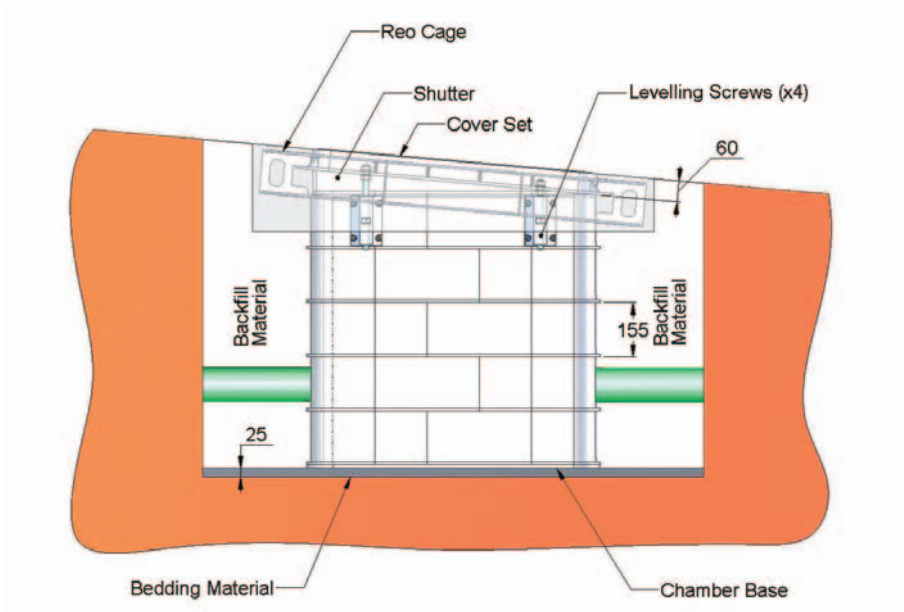 Reo Cage
Shutter
Levelling Screws (x4)
Cover Set
60
Backfill
Material
155
Backfill
Material
25
Bedding Material
Chamber Base